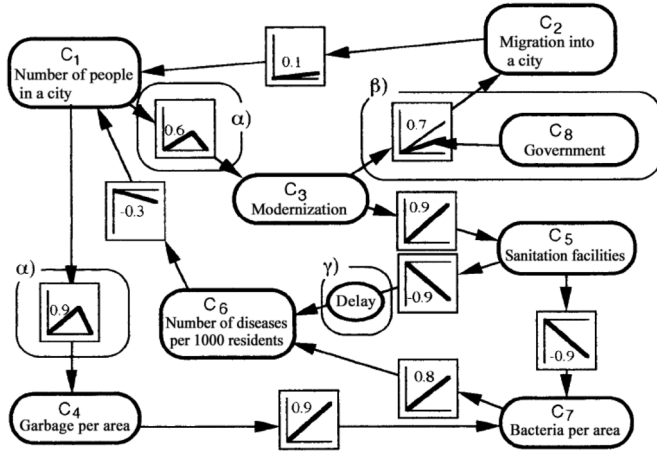 C1
Number of people
in a city
0.1
C2
Migration into
a city
α)
0.6
β)
0.7
C8
Government
-0.3
C3
Modernization
0.9
C5
Sanitation facilities
α)
0.9
C6
Number of diseases
per 1000 residents
γ)
Delay
-0.9
-0.9
0.8
C4
Garbage per area
0.9
C7
Bacteria per area